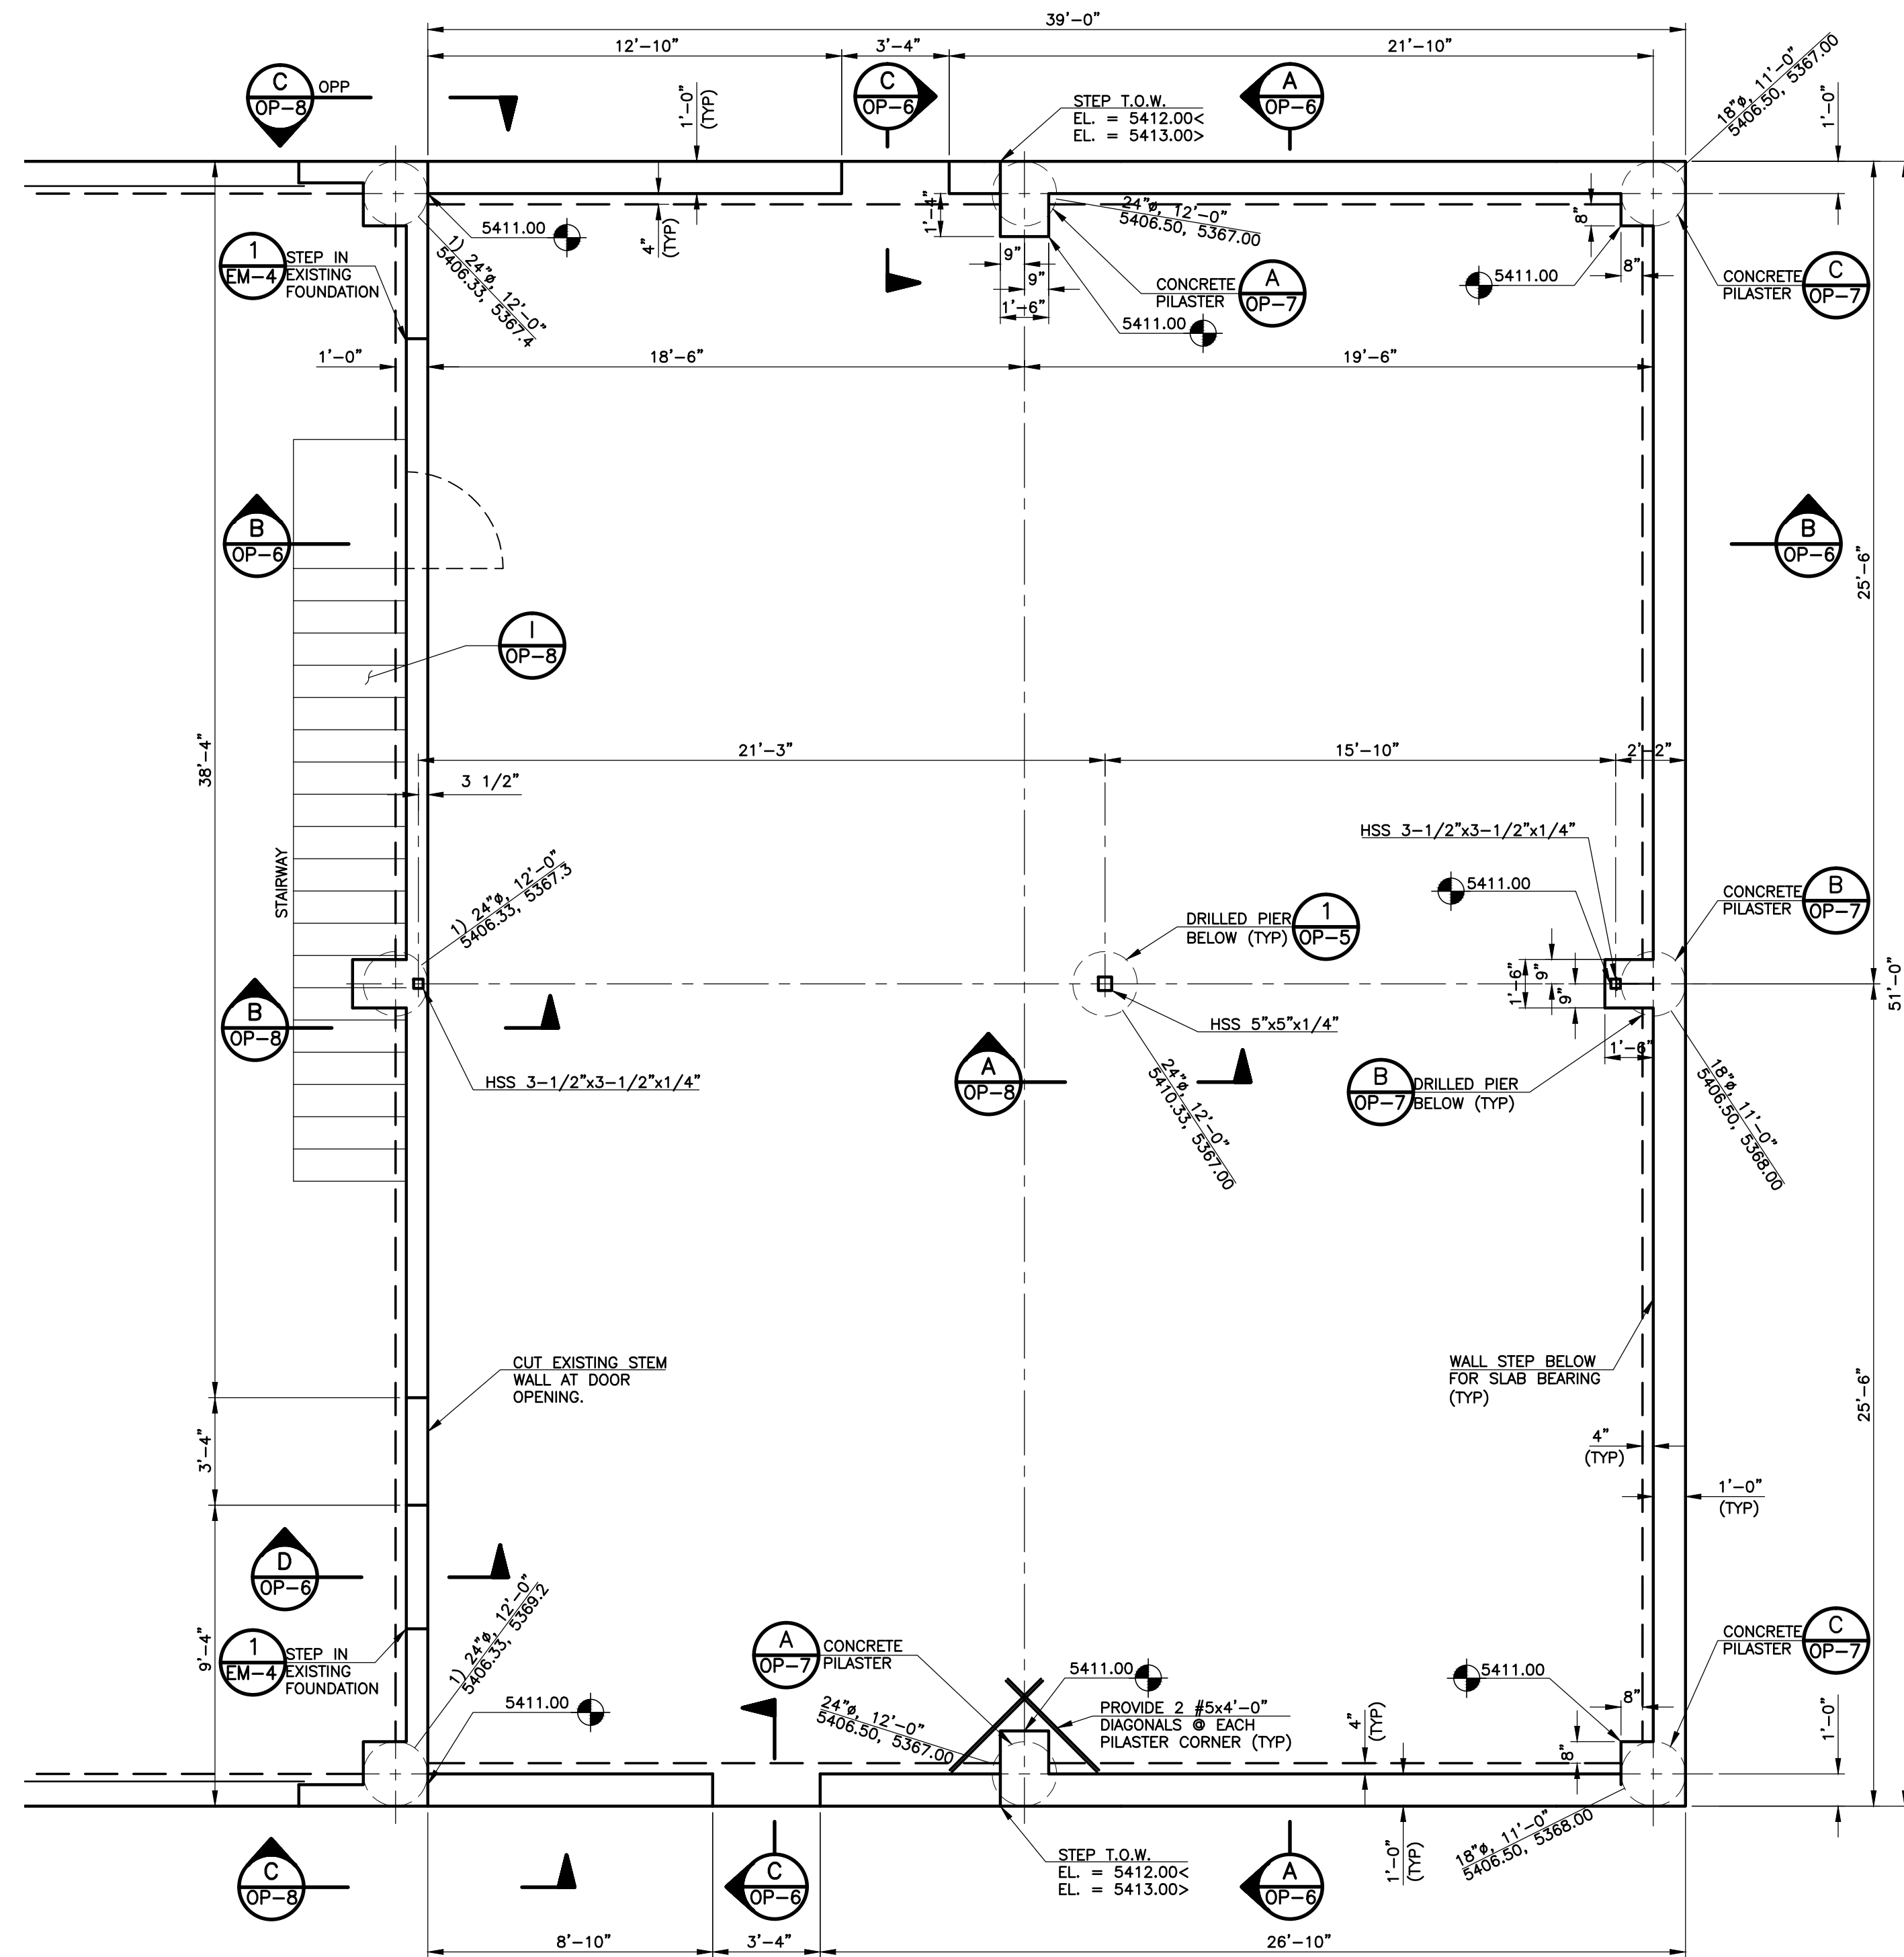 39'-0"
12'-10"
3'-4"
21'-10"
C
OP-8
OPP
1'-0"
(TYP)
C
OP-6
STEP T.O.W.
EL. = 5412.00<
EL. = 5413.00>
A
OP-6
18"ø, 11'-0"
5406.50, 5367.00
1'-0"
1
EM-4
STEP IN
EXISTING
FOUNDATION
5411.00
4"
(TYP)
1) 24"ø, 12'-0"
5406.33, 5367.4
1'-4"
24"ø, 12'-0"
5406.50, 5367.00
9"
9"
1'-6"
CONCRETE
PILASTER
A
OP-7
5411.00
5411.00
8"
8"
CONCRETE
PILASTER
C
OP-7
1'-0"
18'-6"
19'-6"
B
OP-6
B
OP-6
25'-6"
I
OP-8
38'-4"
21'-3"
15'-10"
2'-2"
3 1/2"
STAIRWAY
1) 24"ø, 12'-0"
5406.33, 5367.3
HSS 3-1/2"x3-1/2"x1/4"
5411.00
CONCRETE
PILASTER
B
OP-7
DRILLED PIER
BELOW (TYP)
1
OP-5
1'-6"
9"
9"
51'-0"
B
OP-8
HSS 5"x5"x1/4"
1'-6"
HSS 3-1/2"x3-1/2"x1/4"
A
OP-8
24"ø, 12'-0"
5410.33, 5367.00
B
OP-7
DRILLED PIER
BELOW (TYP)
18"ø, 11'-0"
5406.50, 5368.00
CUT EXISTING STEM
WALL AT DOOR
OPENING.
WALL STEP BELOW
FOR SLAB BEARING
(TYP)
25'-6"
3'-4"
4"
(TYP)
1'-0"
(TYP)
D
OP-6
9'-4"
1
EM-4
STEP IN
EXISTING
FOUNDATION
1) 24"ø, 12'-0"
5406.33, 5369.2
5411.00
A
OP-7
CONCRETE
PILASTER
24"ø, 12'-0"
5406.50, 5367.00
5411.00
PROVIDE 2 #5x4'-0"
DIAGONALS @ EACH
PILASTER CORNER (TYP)
4"
(TYP)
5411.00
8"
8"
CONCRETE
PILASTER
C
OP-7
1'-0"
C
OP-8
C
OP-6
STEP T.O.W.
EL. = 5412.00<
EL. = 5413.00>
A
OP-6
1'-0"
(TYP)
18"ø, 11'-0"
5406.50, 5368.00
8'-10"
3'-4"
26'-10"